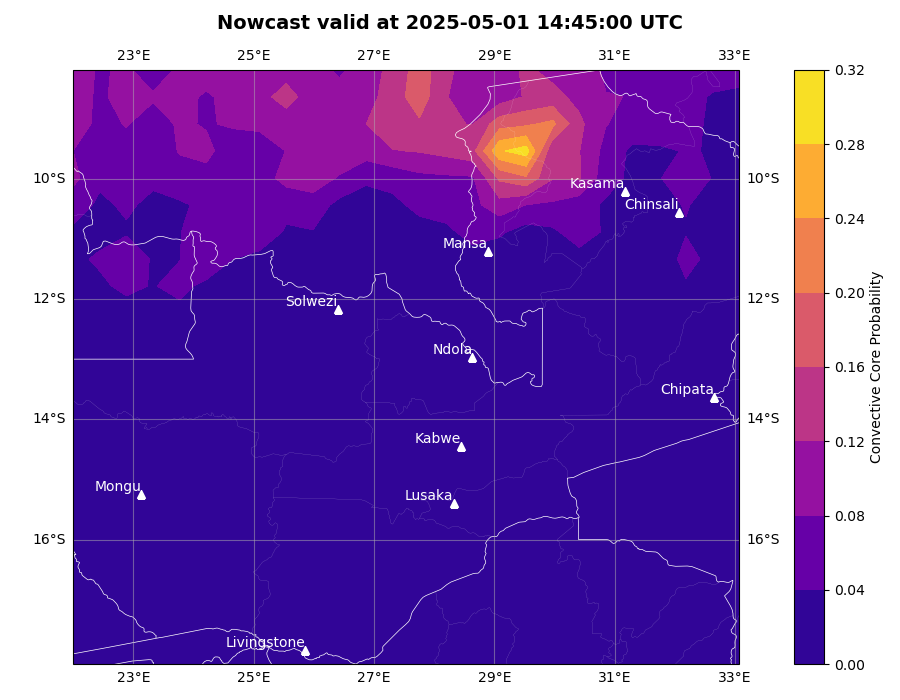 Nowcast valid at 2025-05-01 14:45:00 UTC
23°E 25°E 27°E 29°E 31°E 33°E
0.32
0.28
0.24
0.20
0.16
0.12
0.08
0.04
0.00
Convective Core Probability
10°S 10°S
12°S 12°S
14°S 14°S
16°S 16°S
Kasama
Chinsali
Mansa
Solwezi
Ndola
Chipata
Kabwe
Mongu
Lusaka
Livingstone
23°E 25°E 27°E 29°E 31°E 33°E